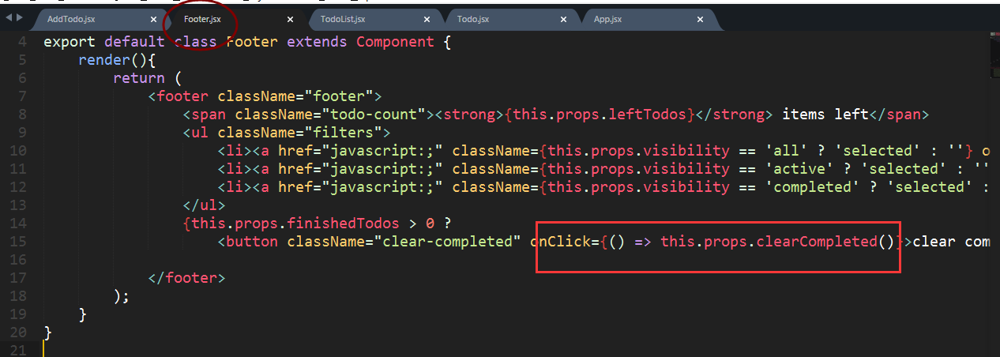 AddTodo.jsx × Footer.jsx × TodoList.jsx × Todo.jsx × App.jsx ×
4 export default class Footer extends Component {
5 render(){
6 return (
7 <footer className="footer">
8 <span className="todo-count"><strong>{this.props.leftTodos}</strong> items left</span>
9 <ul className="filters">
10 <li><a href="javascript:;" className={this.props.visibility == 'all' ? 'selected' : ''} o
11 <li><a href="javascript:;" className={this.props.visibility == 'active' ? 'selected' : ''
12 <li><a href="javascript:;" className={this.props.visibility == 'completed' ? 'selected' :
13 </ul>
14 {this.props.finishedTodos > 0 ?
15 <button className="clear-completed" onClick={() => this.props.clearCompleted()}>clear com
16
17 </footer>
18 );
19 }
20 }
21